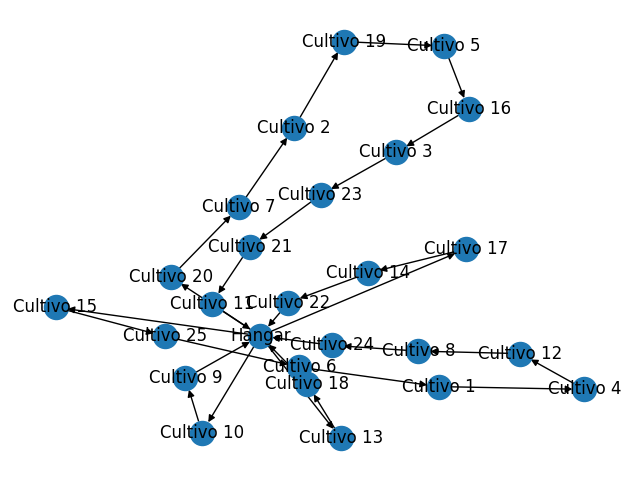 Cultivo 19
Cultivo 5
Cultivo 16
Cultivo 2
Cultivo 3
Cultivo 23
Cultivo 7
Cultivo 21
Cultivo 17
Cultivo 14
Cultivo 20
Cultivo 11
Cultivo 22
Cultivo 15
Cultivo 25
Hangar
Cultivo 24
Cultivo 8
Cultivo 12
Cultivo 6
Cultivo 9
Cultivo 18
Cultivo 1
Cultivo 4
Cultivo 10
Cultivo 13